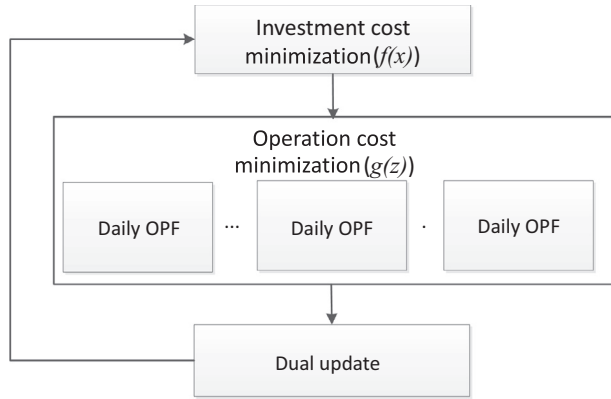 Investment cost
minimization(f(x))
Operation cost
minimization(g(z))
Daily OPF ... Daily OPF . Daily OPF
Dual update